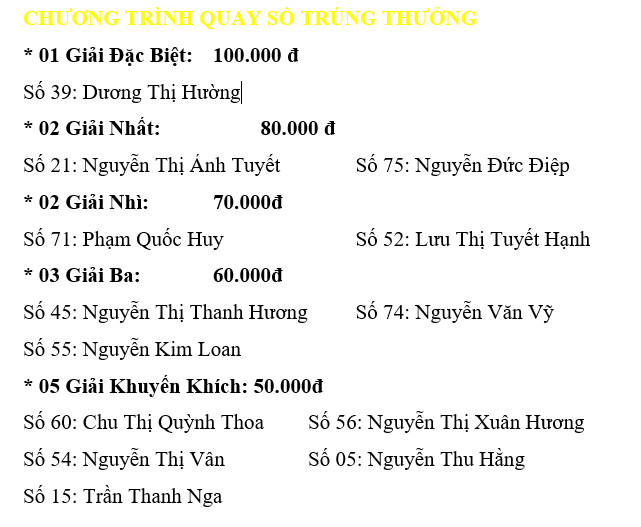 CHƯƠNG TRÌNH QUAY SỐ TRÚNG THƯỞNG
* 01 Giải Đặc Biệt: 100.000 đ
Số 39: Dương Thị Hường
* 02 Giải Nhất: 80.000 đ
Số 21: Nguyễn Thị Ánh Tuyết Số 75: Nguyễn Đức Điệp
* 02 Giải Nhì: 70.000đ
Số 71: Phạm Quốc Huy Số 52: Lưu Thị Tuyết Hạnh
* 03 Giải Ba: 60.000đ
Số 45: Nguyễn Thị Thanh Hương Số 74: Nguyễn Văn Vỹ
Số 55: Nguyễn Kim Loan
* 05 Giải Khuyến Khích: 50.000đ
Số 60: Chu Thị Quỳnh Thoa Số 56: Nguyễn Thị Xuân Hương
Số 54: Nguyễn Thị Vân Số 05: Nguyễn Thu Hằng
Số 15: Trần Thanh Nga